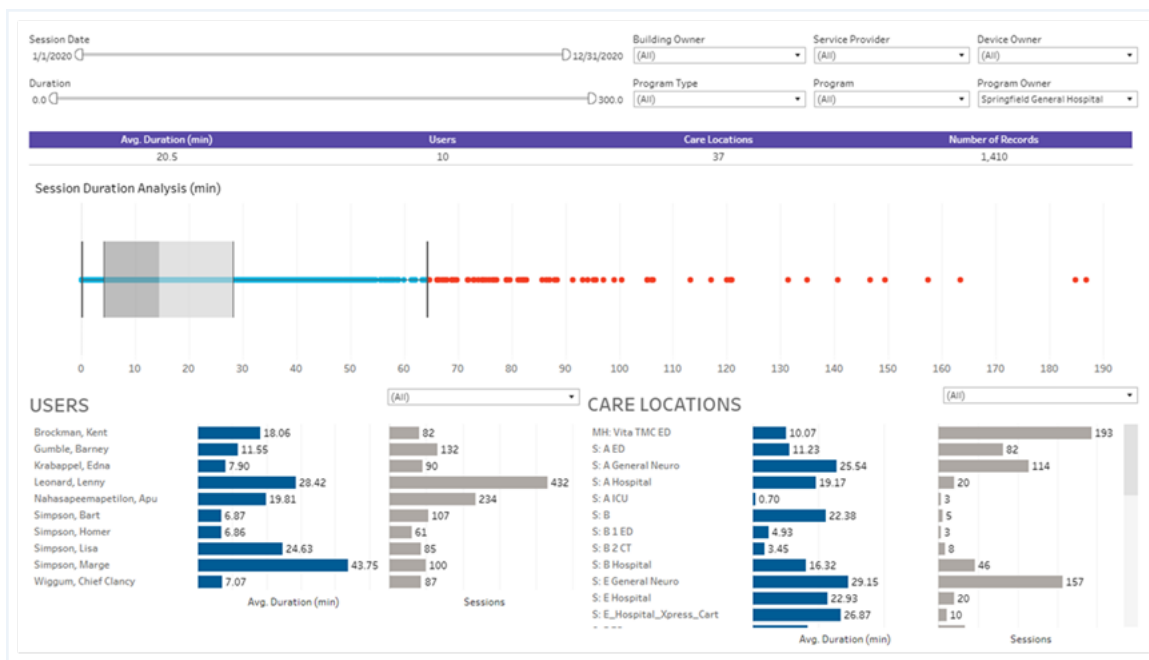 Session Date
1/1/2020 12/31/2020
Building Owner
(All)
Service Provider
(All)
Device Owner
(All)
Duration
0.0 300.0
Program Type
(All)
Program
(All)
Program Owner
Springfield General Hospital
Avg. Duration (min) Users Care Locations Number of Records
20.5 10 37 1,410
Session Duration Analysis (min)
0 10 20 30 40 50 60 70 80 90 100 110 120 130 140 150 160 170 180 190
USERS
(All)
Brockman, Kent 18.06 82
Gumble, Barney 11.55 132
Krabappel, Edna 7.90 90
Leonard, Lenny 28.42 432
Nahasapeemapetilon, Apu 19.81 234
Simpson, Bart 6.87 107
Simpson, Homer 6.86 61
Simpson, Lisa 24.63 85
Simpson, Marge 43.75 100
Wiggum, Chief Clancy 7.07 87
Avg. Duration (min) Sessions
CARE LOCATIONS
(All)
MH: Vita TMC ED 10.07 193
S: A ED 11.23 82
S: A General Neuro 25.54 114
S: A Hospital 19.17 20
S: A ICU 0.70 3
S: B 22.38 5
S: B 1 ED 4.93 3
S: B 2 CT 3.45 8
S: B Hospital 16.32 46
S: E General Neuro 29.15 157
S: E Hospital 22.93 20
S: E_Hospital_Xpress_Cart 26.87 10
Avg. Duration (min) Sessions